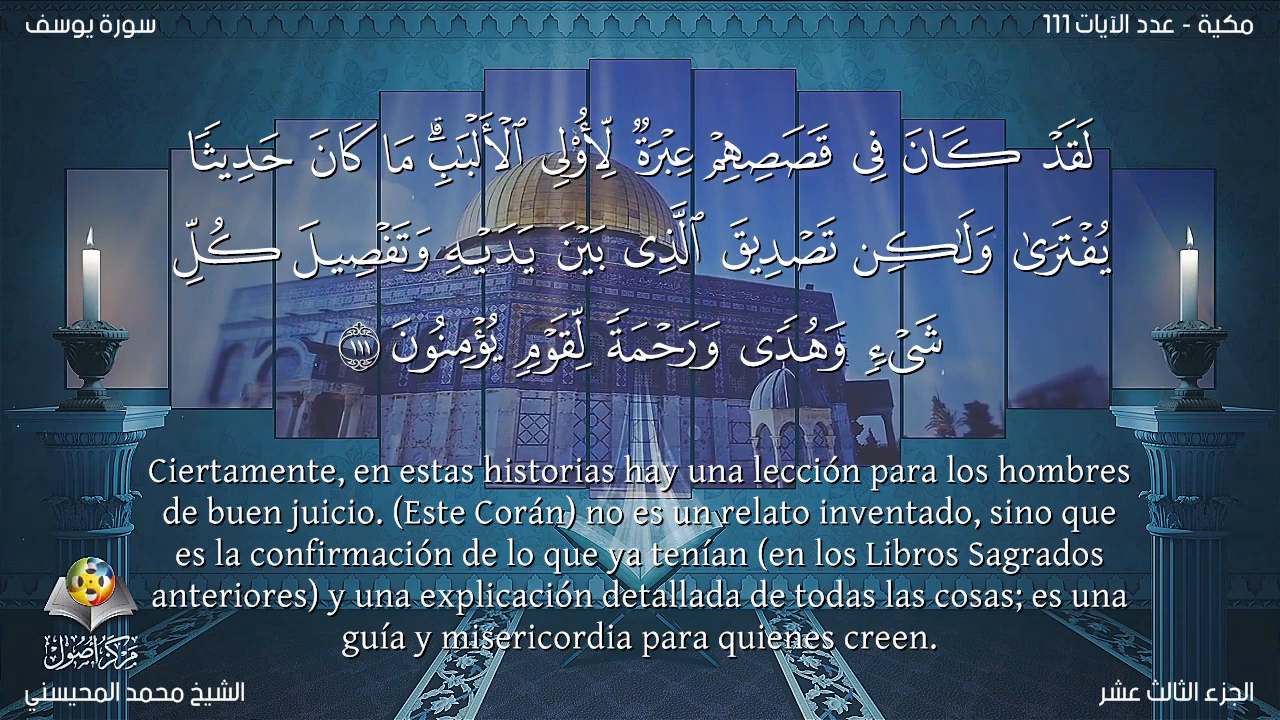 سورة يوسف
مكية - عدد الآيات 111
لَقَدْ كَانَ فِى قَصَصِهِمْ عِبْرَةٌ لِّأُو۟لِى ٱلْأَلْبَٰبِ ۗ مَا كَانَ حَدِيثًا
يُفْتَرَىٰ وَلَٰكِن تَصْدِيقَ ٱلَّذِى بَيْنَ يَدَيْهِ وَتَفْصِيلَ كُلِّ
شَىْءٍ وَهُدًى وَرَحْمَةً لِّقَوْمٍ يُؤْمِنُونَ ١١١
Ciertamente, en estas historias hay una lección para los hombres
de buen juicio. (Este Corán) no es un relato inventado, sino que
es la confirmación de lo que ya tenían (en los Libros Sagrados
anteriores) y una explicación detallada de todas las cosas; es una
guía y misericordia para quienes creen.
مركز أصول
الشيخ محمد المحيسني
الجزء الثالث عشر